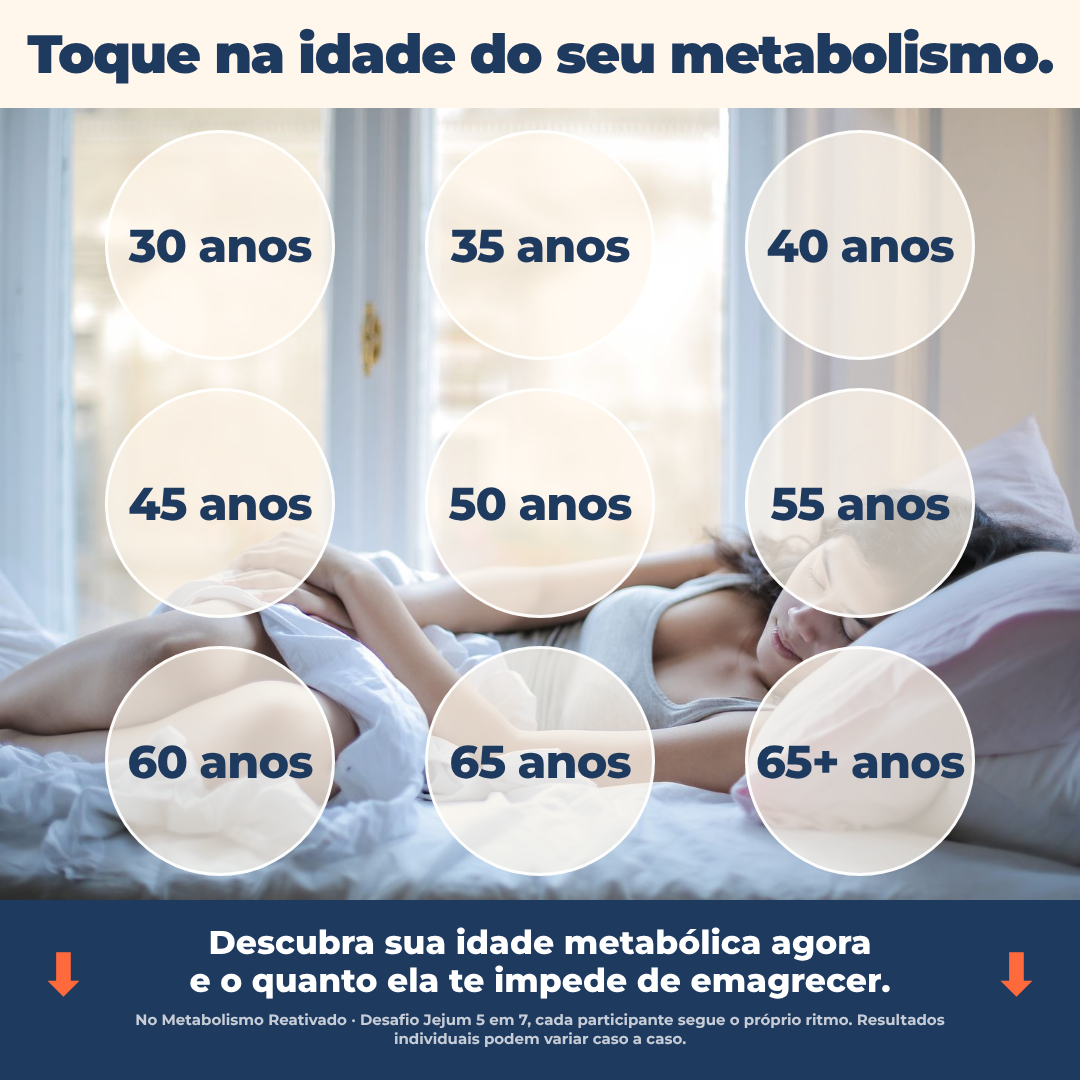 Toque na idade do seu metabolismo.
30 anos
35 anos
40 anos
45 anos
50 anos
55 anos
60 anos
65 anos
65+ anos
Descubra sua idade metabólica agora
e o quanto ela te impede de emagrecer.
No Metabolismo Reativado · Desafio Jejum 5 em 7, cada participante segue o próprio ritmo. Resultados
individuais podem variar caso a caso.